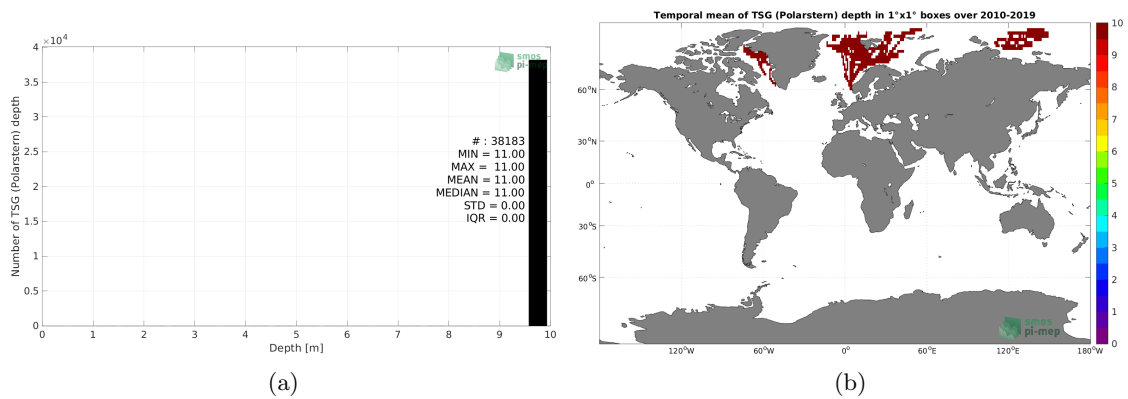 ×10⁴
4
3.5
3
2.5
2
1.5
1
0.5
0
Number of TSG (Polarstern) depth
smos
# : 38183
MIN = 11.00
MAX = 11.00
MEAN = 11.00
MEDIAN = 11.00
STD = 0.00
IQR = 0.00
0 1 2 3 4 5 6 7 8 9 10
Depth [m]
(a)
Temporal mean of TSG (Polarstern) depth in 1°x1° boxes over 2010-2019
60°N
30°N
0°
30°S
60°S
120°W 60°W 0° 60°E 120°E 180°W
smos
pi-mep
10
9
8
7
6
5
4
3
2
1
0
(b)